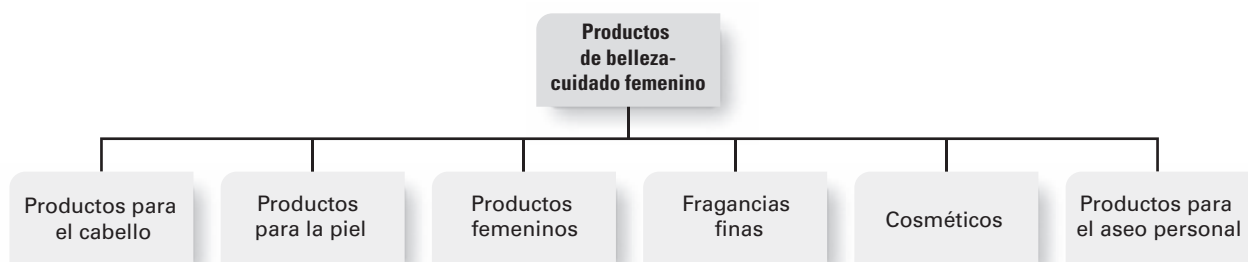 Productos
de belleza-
cuidado femenino
Productos para
el cabello
Productos
para la piel
Productos
femeninos
Fragancias
finas
Cosméticos
Productos para
el aseo personal